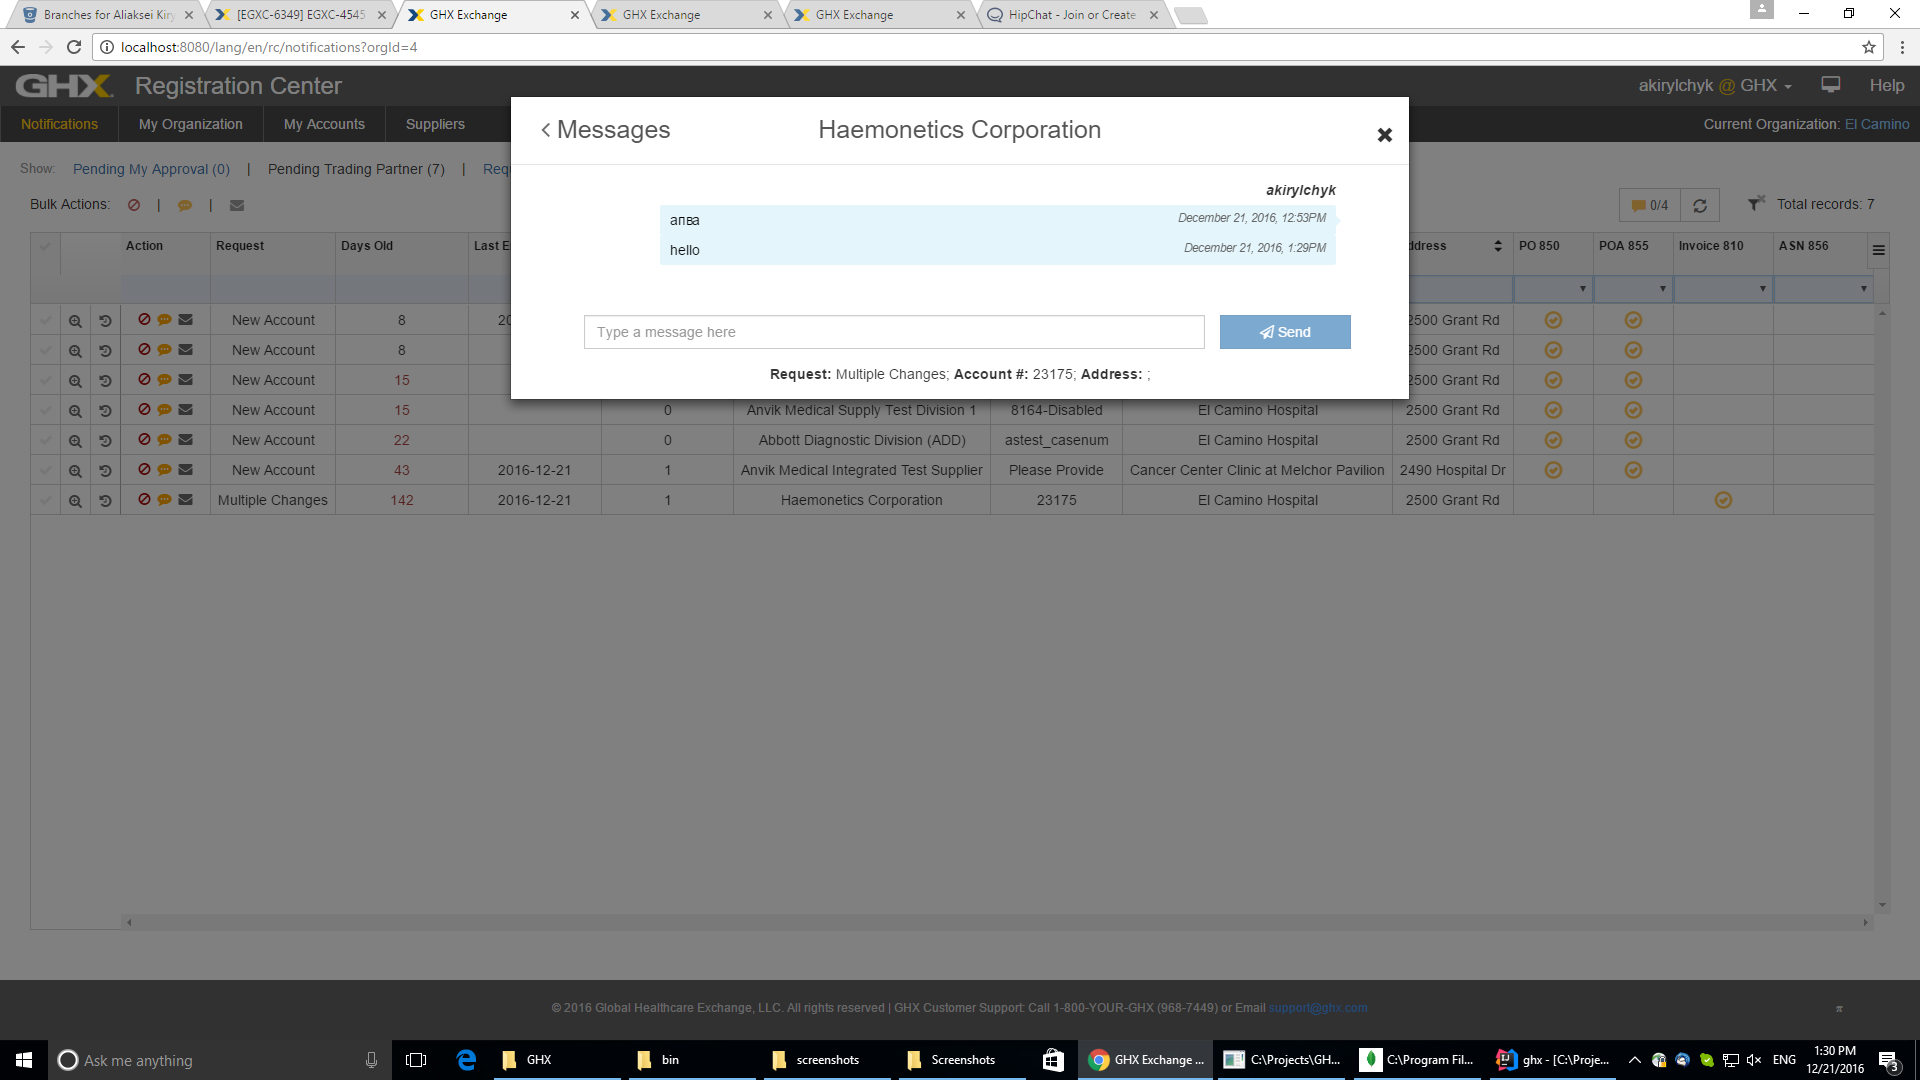 Branches for Aliaksei Kiry
[EGXC-6349] EGXC-4545
GHX Exchange
GHX Exchange
GHX Exchange
HipChat - Join or Create
localhost:8080/lang/en/rc/notifications?orgId=4
GHX Registration Center
akirylchyk @ GHX
Help
Notifications My Organization My Accounts Suppliers
Current Organization: El Camino
< Messages
Haemonetics Corporation
Show: Pending My Approval (0) | Pending Trading Partner (7) | Requ
Bulk Actions: | |
0/4
Total records: 7
akirylchyk
апва December 21, 2016, 12:53PM
hello December 21, 2016, 1:29PM
Type a message here
Send
Request: Multiple Changes; Account #: 23175; Address: ;
Action Request Days Old Last E ddress PO 850 POA 855 Invoice 810 ASN 856
New Account 8 20 2500 Grant Rd
New Account 8 2500 Grant Rd
New Account 15 2500 Grant Rd
New Account 15 0 Anvik Medical Supply Test Division 1 8164-Disabled El Camino Hospital 2500 Grant Rd
New Account 22 0 Abbott Diagnostic Division (ADD) astest_casenum El Camino Hospital 2500 Grant Rd
New Account 43 2016-12-21 1 Anvik Medical Integrated Test Supplier Please Provide Cancer Center Clinic at Melchor Pavilion 2490 Hospital Dr
Multiple Changes 142 2016-12-21 1 Haemonetics Corporation 23175 El Camino Hospital 2500 Grant Rd
© 2016 Global Healthcare Exchange, LLC. All rights reserved | GHX Customer Support: Call 1-800-YOUR-GHX (968-7449) or Email support@ghx.com
π
Ask me anything
GHX
bin
screenshots
Screenshots
GHX Exchange ...
C:\Projects\GH...
C:\Program Fil...
ghx - [C:\Proje...
ENG
1:30 PM
12/21/2016
3